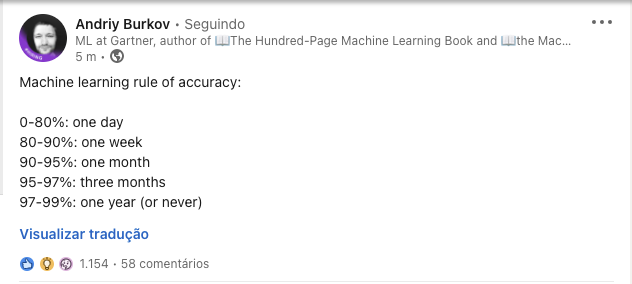 Andriy Burkov • Seguindo
ML at Gartner, author of 📖The Hundred-Page Machine Learning Book and 📖the Mac...
5 m •
Machine learning rule of accuracy:
0-80%: one day
80-90%: one week
90-95%: one month
95-97%: three months
97-99%: one year (or never)
Visualizar tradução
1.154 • 58 comentários